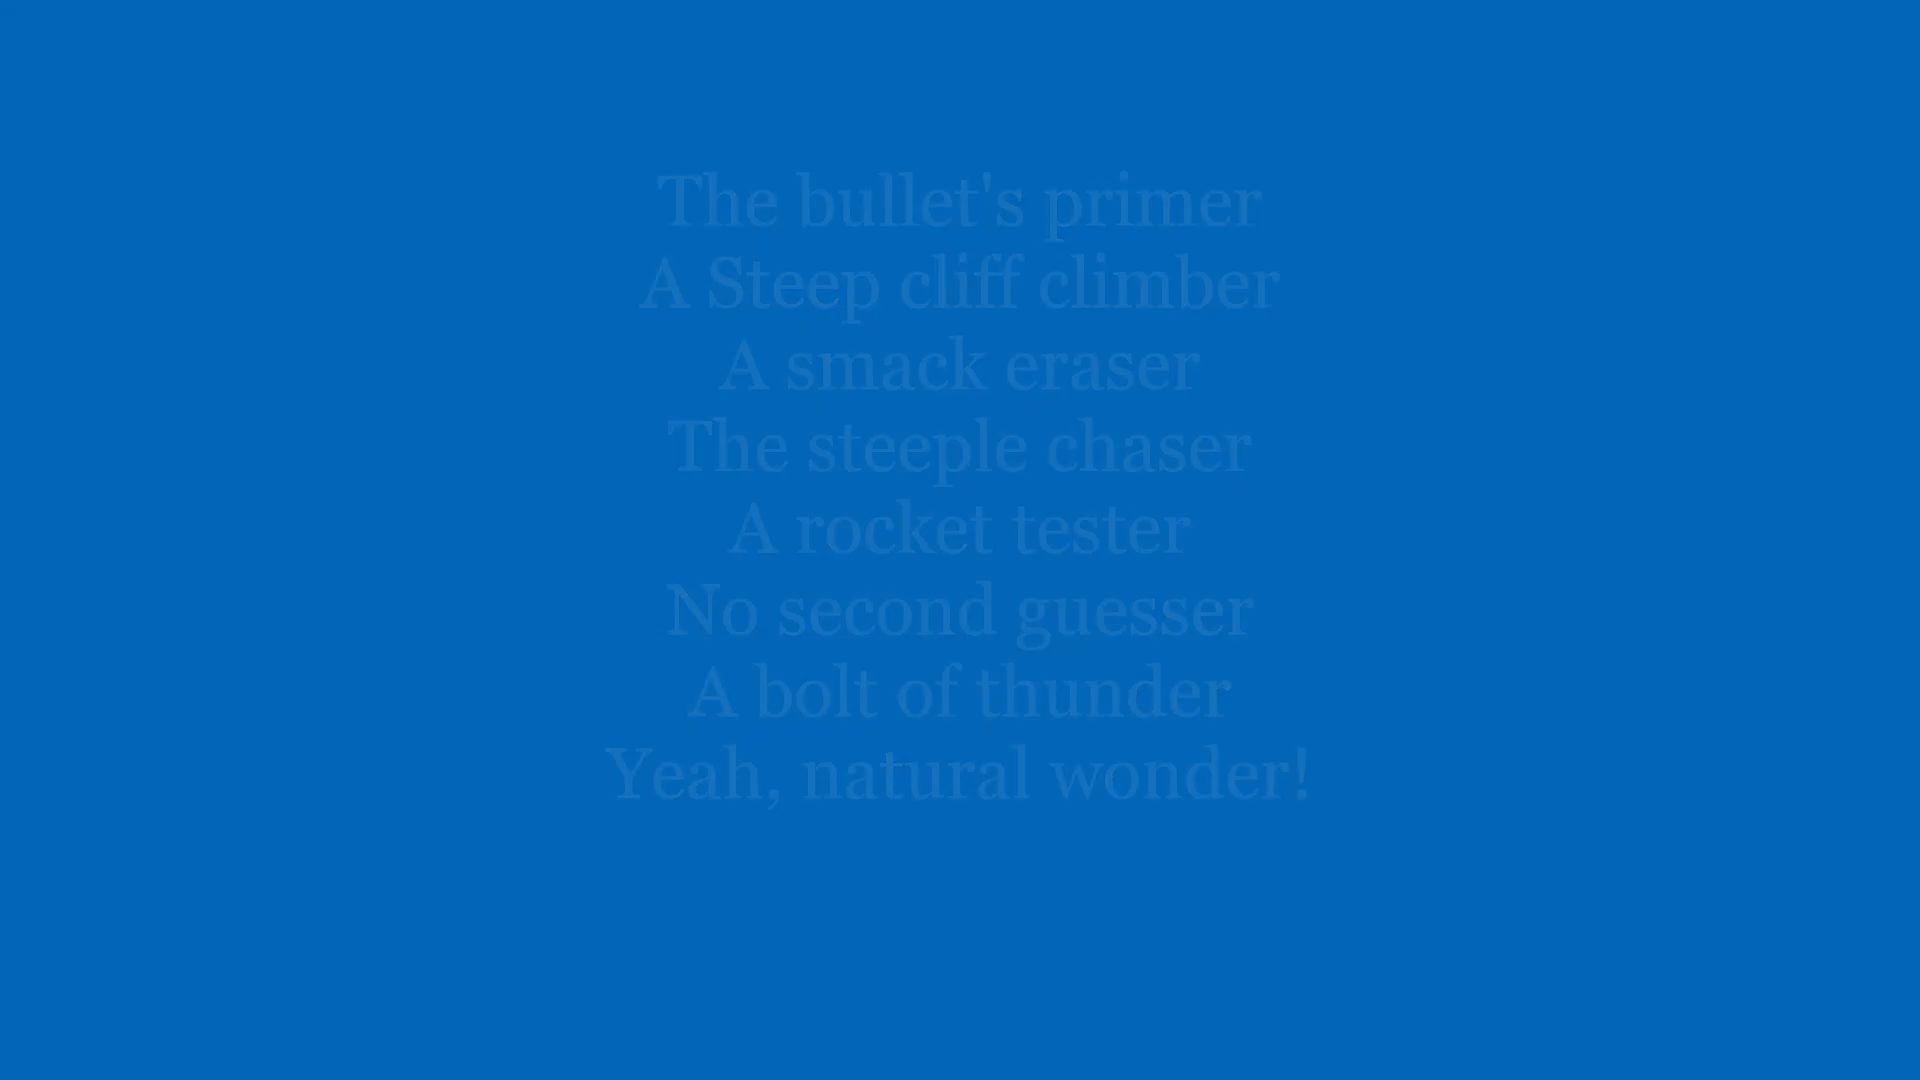 The bullet's primer
A Steep cliff climber
A smack eraser
The steeple chaser
A rocket tester
No second guesser
A bolt of thunder
Yeah, natural wonder!